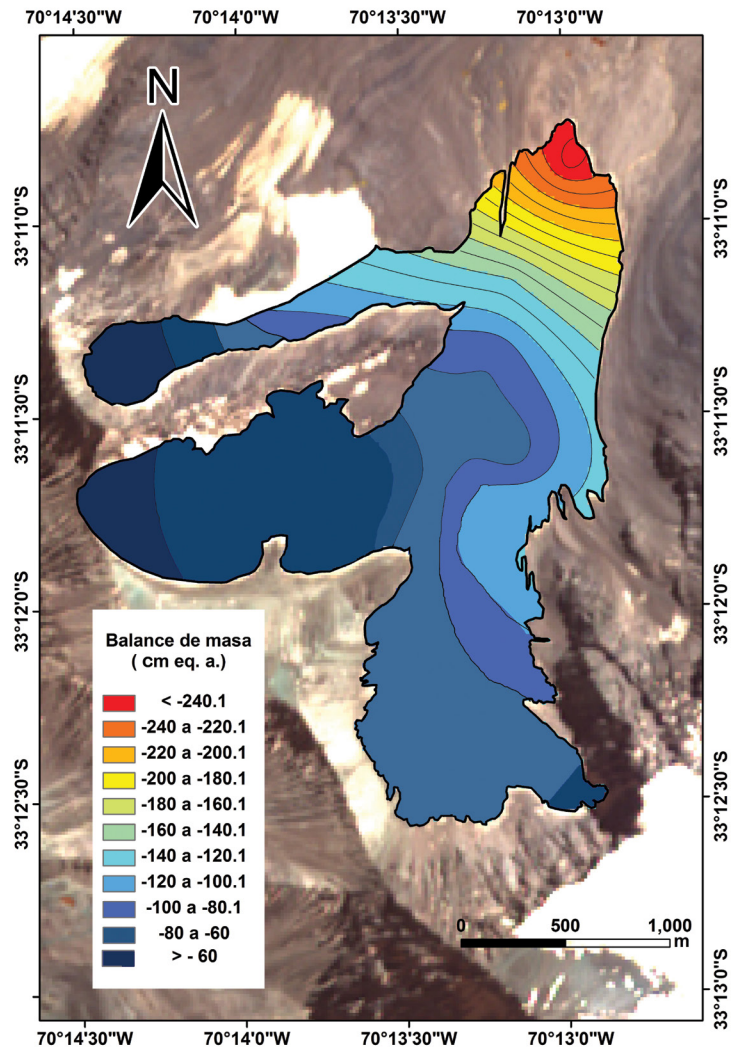 70°14'30"W 70°14'0"W 70°13'30"W 70°13'0"W
N
33°11'0"S 33°11'0"S
33°11'30"S 33°11'30"S
33°12'0"S 33°12'0"S
33°12'30"S 33°12'30"S
33°13'0"S
Balance de masa
( cm eq. a.)
< -240.1
-240 a -220.1
-220 a -200.1
-200 a -180.1
-180 a -160.1
-160 a -140.1
-140 a -120.1
-120 a -100.1
-100 a -80.1
-80 a -60
> - 60
0 500 1,000
m
70°14'30"W 70°14'0"W 70°13'30"W 70°13'0"W